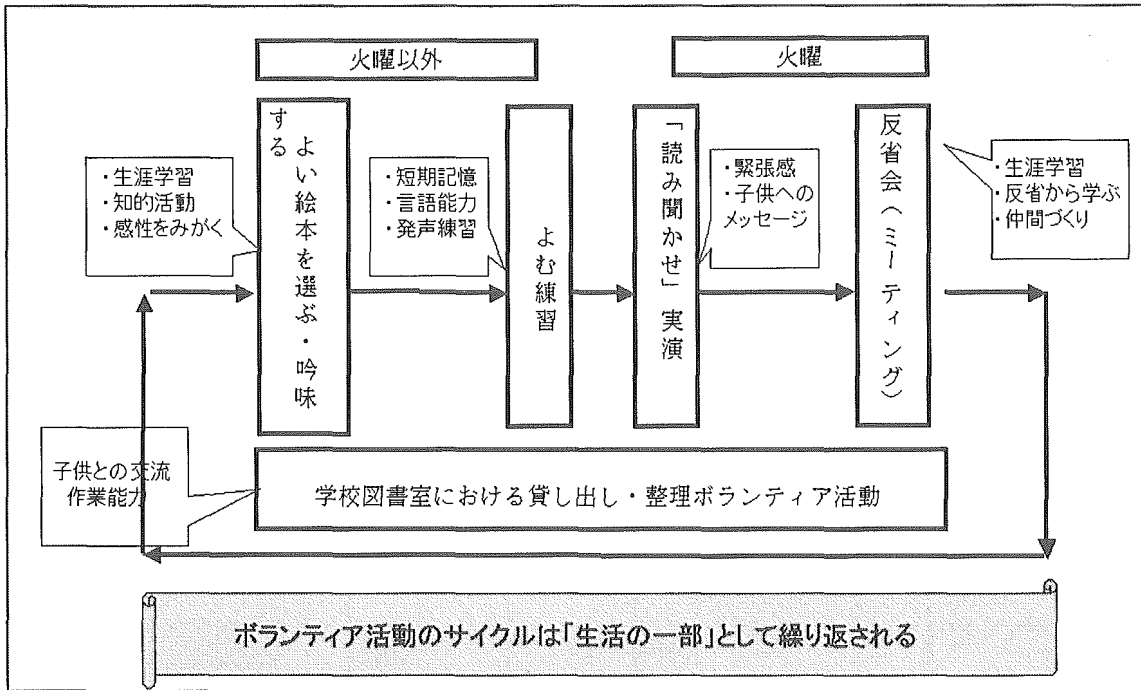 火曜以外
火曜
よい絵本を選ぶ・吟味
する
・生涯学習
・知的活動
・感性をみがく
よむ練習
・短期記憶
・言語能力
・発声練習
「読み聞かせ」実演
・緊張感
・子供への
メッセージ
反省会(ミーティング)
・生涯学習
・反省から学ぶ
・仲間づくり
子供との交流
作業能力
学校図書室における貸し出し・整理ボランティア活動
ボランティア活動のサイクルは「生活の一部」として繰り返される